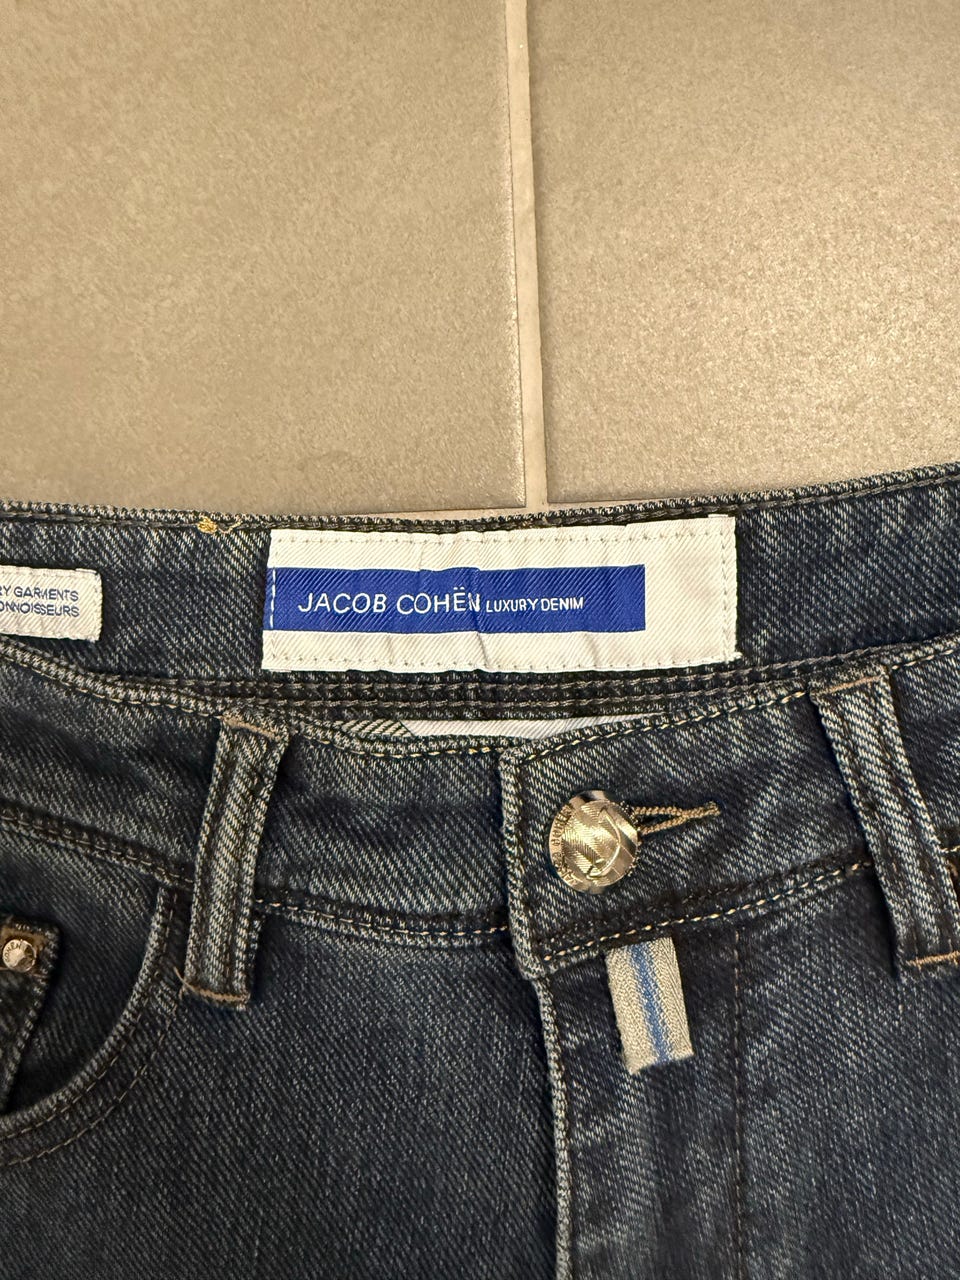 RY GARMENTS
ONNOISSEURS
JACOB COHËN LUXURY DENIM